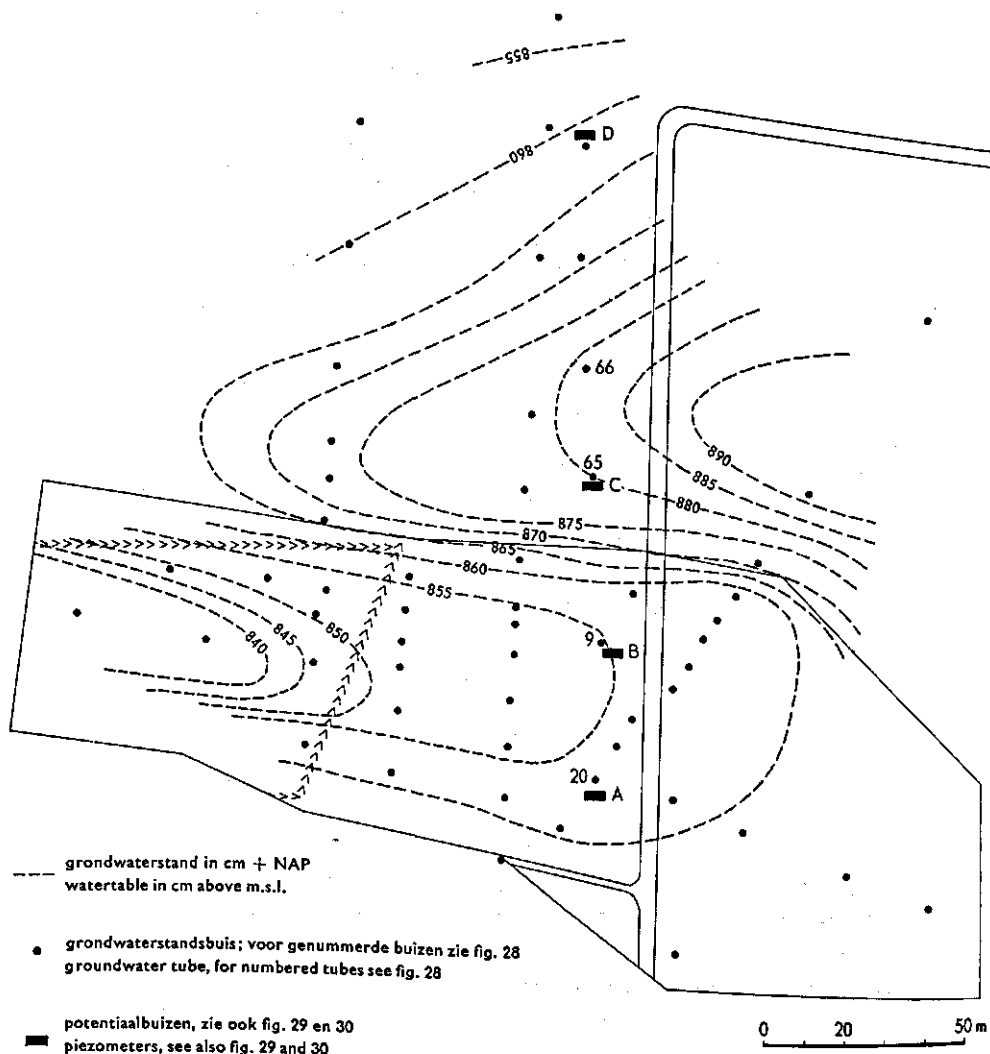 855
D
860
66
890
65
C
885
880
875
870
865
860
855
9
B
850
845
840
20
A
grondwaterstand in cm + NAP
watertable in cm above m.s.l.
grondwaterstandsbuis; voor genummerde buizen zie fig. 28
groundwater tube, for numbered tubes see fig. 28
potentiaalbuizen, zie ook fig. 29 en 30
piezometers, see also fig. 29 and 30
0 20 50 m